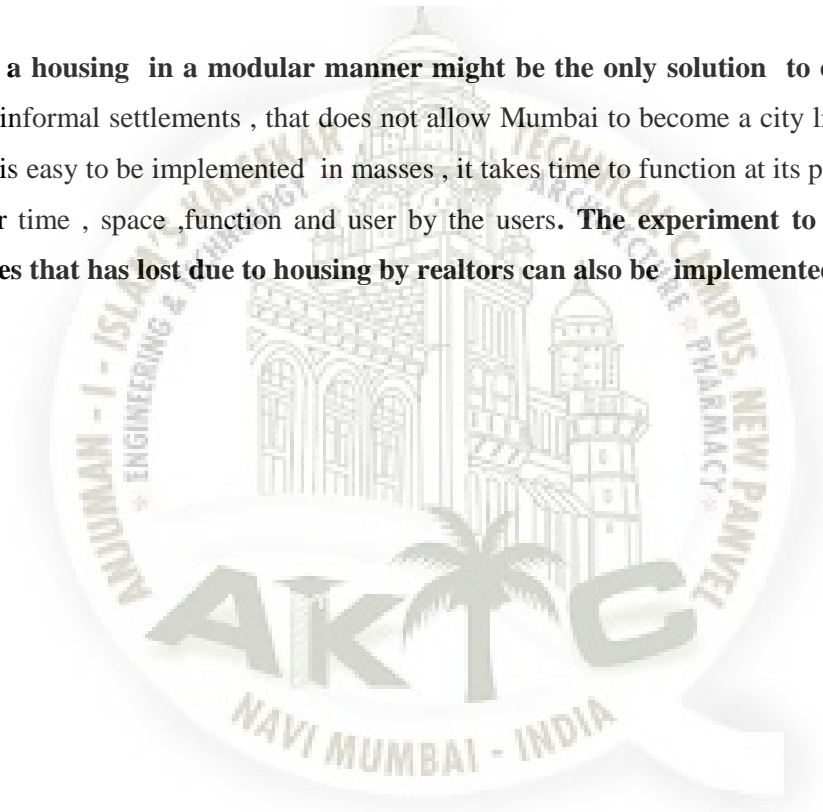 a housing in a modular manner might be the only solution to
informal settlements , that does not allow Mumbai to become a city
is easy to be implemented in masses , it takes time to function at its
time , space ,function and user by the users. The experiment to
that has lost due to housing by realtors can also be implemented
ANJUMAN - I - ISLAM'S KALSEKAR TECHNICAL CAMPUS, NEW PANVEL
ENGINEERING & TECHNOLOGY * ARCHITECTURE * PHARMACY *
AKTC
NAVI MUMBAI - INDIA